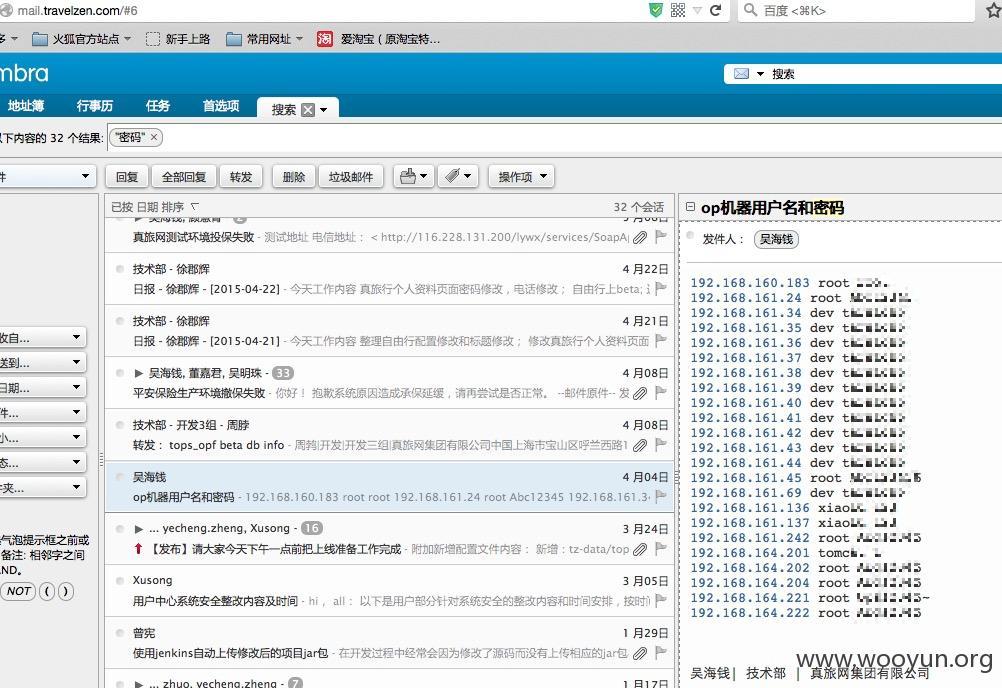 mail.travelzen.com/#6 百度 <⌘K>
火狐官方站点 新手上路 常用网址 爱淘宝（原淘宝特...
mbra 搜索
地址簿 行事历 任务 首选项 搜索
以下内容的 32 个结果: "密码" ×
件 回复 全部回复 转发 删除 垃圾邮件 操作项
已按 日期 排序 32 个会话
真旅网测试环境投保失败 - 测试地址 电信地址： < http://116.228.131.200/lywx/services/SoapA
技术部 - 徐郡辉 4 月22日
日报 - 徐郡辉 - [2015-04-22] - 今天工作内容 真旅行个人资料页面密码修改，电话修改； 自由行上beta;
技术部 - 徐郡辉 4 月21日
日报 - 徐郡辉 - [2015-04-21] - 今天工作内容 整理自由行配置修改和标题修改； 修改真旅行个人资料页面
吴海钱, 董嘉君, 吴明珠 - 33 4 月08日
平安保险生产环境撤保失败 - 你好！ 抱歉系统原因造成承保延缓，请再尝试是否正常。 --邮件原件-- 发
技术部 - 开发3组 - 周脖 4 月08日
转发： tops_opf beta db info - 周鹁|开发|开发三组|真旅网集团有限公司中国上海市宝山区呼兰西路1
吴海钱 4 月04日
op机器用户名和密码 - 192.168.160.183 root root 192.168.161.24 root Abc12345 192.168.161.3
... yecheng.zheng, Xusong - 16 3 月24日
【发布】请大家今天下午一点前把上线准备工作完成 - 附加新增配置文件内容： 新增：tz-data/top
Xusong 3 月05日
用户中心系统安全整改内容及时间 - hi ，all ：以下是用户部分针对系统安全的整改内容和时间安排，按时间
曾宪 1 月29日
使用jenkins自动上传修改后的项目jar包 - 在开发过程中经常会因为修改了源码而没有上传相应的jar包
... zhuo, yecheng.zheng - 7 1 月17日
收自...
送到...
日期...
件...
小...
态...
夹...
气泡提示框之前或
备注: 相邻字之间
AND。
NOT ( )
op机器用户名和密码
发件人： 吴海钱
192.168.160.183 root
192.168.161.24 root
192.168.161.34 dev
192.168.161.35 dev
192.168.161.36 dev
192.168.161.37 dev
192.168.161.38 dev
192.168.161.39 dev
192.168.161.40 dev
192.168.161.41 dev
192.168.161.42 dev
192.168.161.43 dev
192.168.161.44 dev
192.168.161.45 root
192.168.161.69 dev
192.168.161.136
192.168.161.137
192.168.161.242 root
192.168.164.201
192.168.164.202 root
192.168.164.204 root
192.168.164.221 root
192.168.164.222 root
吴海钱| 技术部 | 真旅网集团有限公司
www.wooyun.org